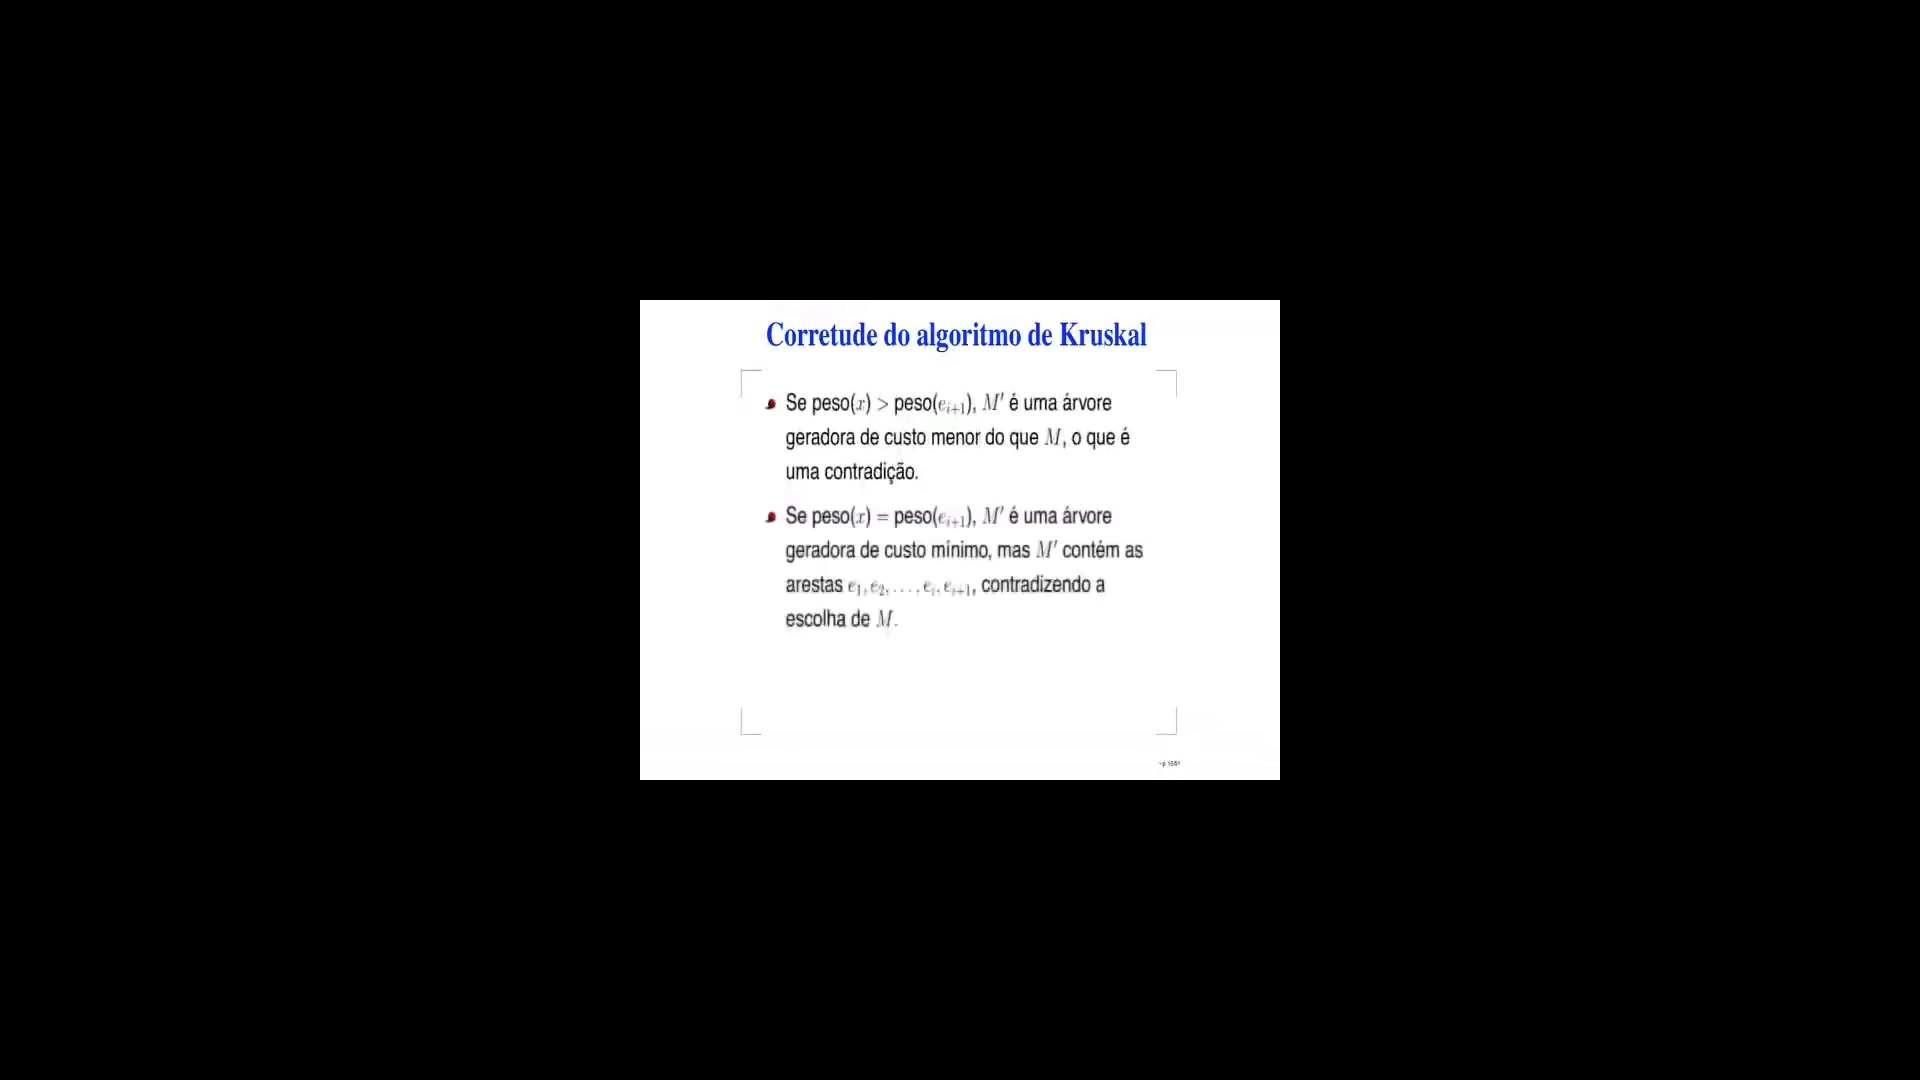 Corretude do algoritmo de Kruskal
Se peso(x) > peso(e_{i+1}), M′ é uma árvore
geradora de custo menor do que M, o que é
uma contradição.
Se peso(x) = peso(e_{i+1}), M′ é uma árvore
geradora de custo mínimo, mas M′ contém as
arestas e_1, e_2, . . . , e_i, e_{i+1}, contradizendo a
escolha de M.